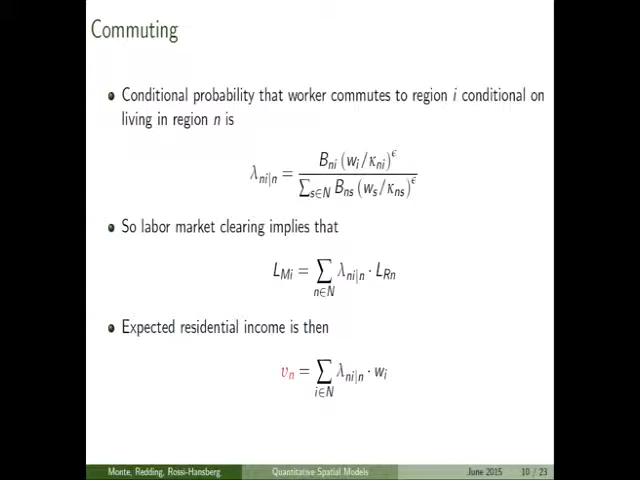 Commuting
• Conditional probability that worker commutes to region i conditional on
living in region n is
λ_{ni|n} = B_{ni} (w_i/κ_{ni})^ϵ / ∑_{s∈N} B_{ns} (w_s/κ_{ns})^ϵ
• So labor market clearing implies that
L_{Mi} = ∑_{n∈N} λ_{ni|n} · L_{Rn}
• Expected residential income is then
v_n = ∑_{i∈N} λ_{ni|n} · w_i
Monte, Redding, Rossi-Hansberg Quantitative Spatial Models June 2015 10 / 23